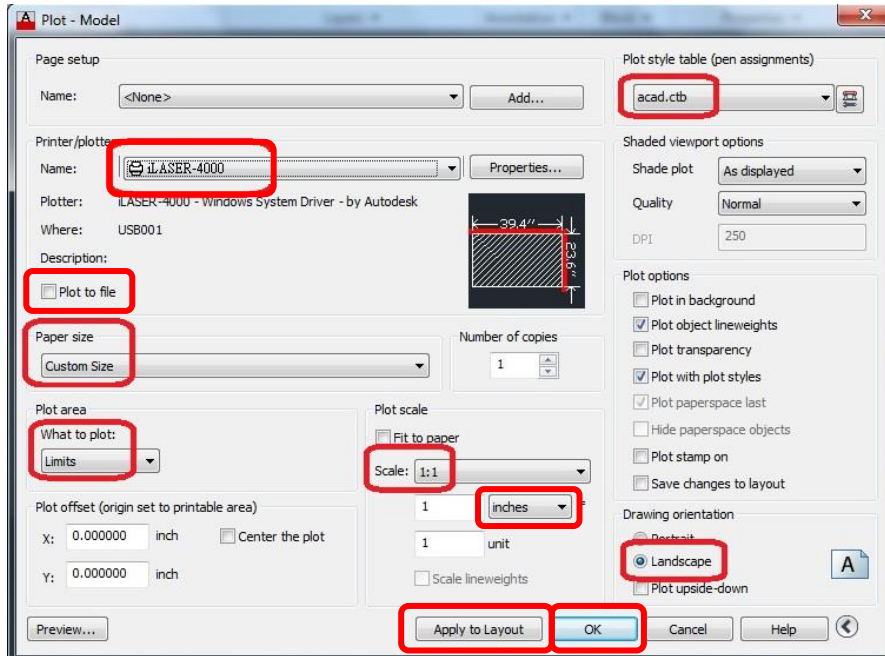 Plot - Model
Page setup
Name: <None> Add...
Plot style table (pen assignments)
acad.ctb
Printer/plotte
Name: iLASER-4000 Properties...
Plotter: iLASER-4000 - Windows System Driver - by Autodesk
Where: USB001
Description:
Plot to file
39.4''
23.6''
Shaded viewport options
Shade plot As displayed
Quality Normal
DPI 250
Paper size
Custom Size
Number of copies
1
Plot options
Plot in background
Plot object lineweights
Plot transparency
Plot with plot styles
Plot paperspace last
Hide paperspace objects
Plot stamp on
Save changes to layout
Plot area
What to plot:
Limits
Plot scale
Fit to paper
Scale: 1:1
1 inches =
1 unit
Scale lineweights
Plot offset (origin set to printable area)
X: 0.000000 inch Center the plot
Y: 0.000000 inch
Drawing orientation
Portrait
Landscape
Plot upside-down
A
Preview... Apply to Layout OK Cancel Help